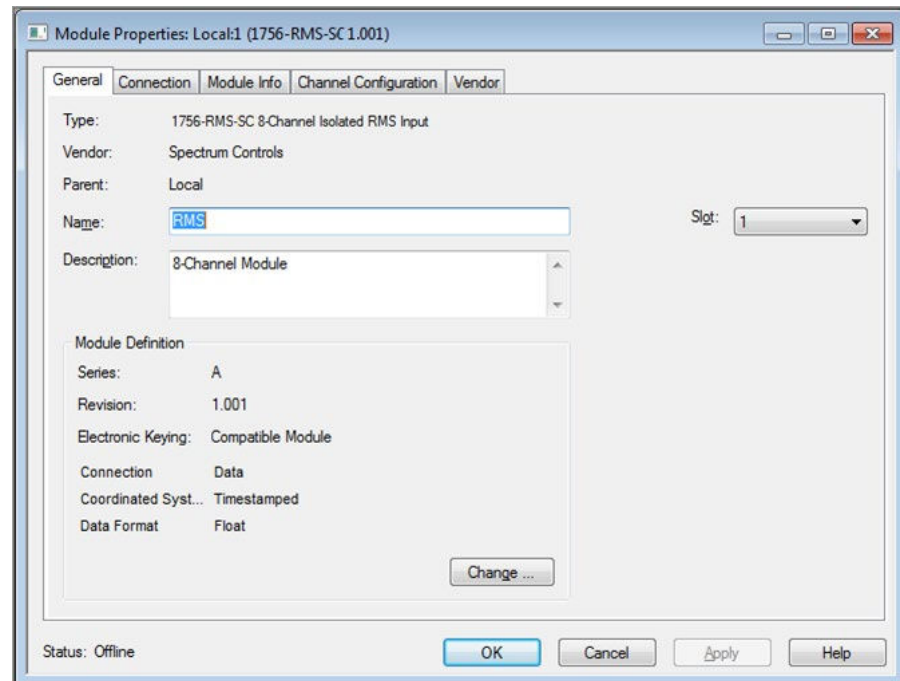 Module Properties: Local:1 (1756-RMS-SC 1.001)
General Connection Module Info Channel Configuration Vendor
Type: 1756-RMS-SC 8-Channel Isolated RMS Input
Vendor: Spectrum Controls
Parent: Local
Name: RMS Slot: 1
Description: 8-Channel Module
Module Definition
Series: A
Revision: 1.001
Electronic Keying: Compatible Module
Connection Data
Coordinated Syst... Timestamped
Data Format Float
Change ...
Status: Offline OK Cancel Apply Help